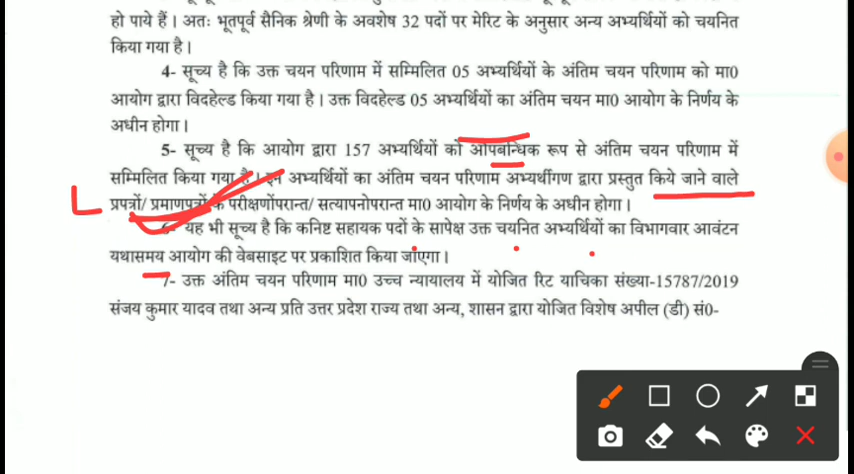 हो पाये हैं। अतः भूतपूर्व सैनिक श्रेणी के अवशेष 32 पदों पर मेरिट के अनुसार अन्य अभ्यर्थियों को चयनित
किया गया है।
4- सूच्य है कि उक्त चयन परिणाम में सम्मिलित 05 अभ्यर्थियों के अंतिम चयन परिणाम को मा0
आयोग द्वारा विदहेल्ड किया गया है। उक्त विदहेल्ड 05 अभ्यर्थियों का अंतिम चयन मा0 आयोग के निर्णय के
अधीन होगा।
5- सूच्य है कि आयोग द्वारा 157 अभ्यर्थियों को औपबन्धिक रूप से अंतिम चयन परिणाम में
सम्मिलित किया गया है। इन अभ्यर्थियों का अंतिम चयन परिणाम अभ्यर्थीगण द्वारा प्रस्तुत किये जाने वाले
प्रपत्रों/ प्रमाणपत्रों के परीक्षणोंपरान्त/ सत्यापनोपरान्त मा0 आयोग के निर्णय के अधीन होगा।
6- यह भी सूच्य है कि कनिष्ठ सहायक पदों के सापेक्ष उक्त चयनित अभ्यर्थियों का विभागवार आवंटन
यथासमय आयोग की वेबसाइट पर प्रकाशित किया जाएगा।
7- उक्त अंतिम चयन परिणाम मा0 उच्च न्यायालय में योजित रिट याचिका संख्या-15787/2019
संजय कुमार यादव तथा अन्य प्रति उत्तर प्रदेश राज्य तथा अन्य, शासन द्वारा योजित विशेष अपील (डी) सं0-